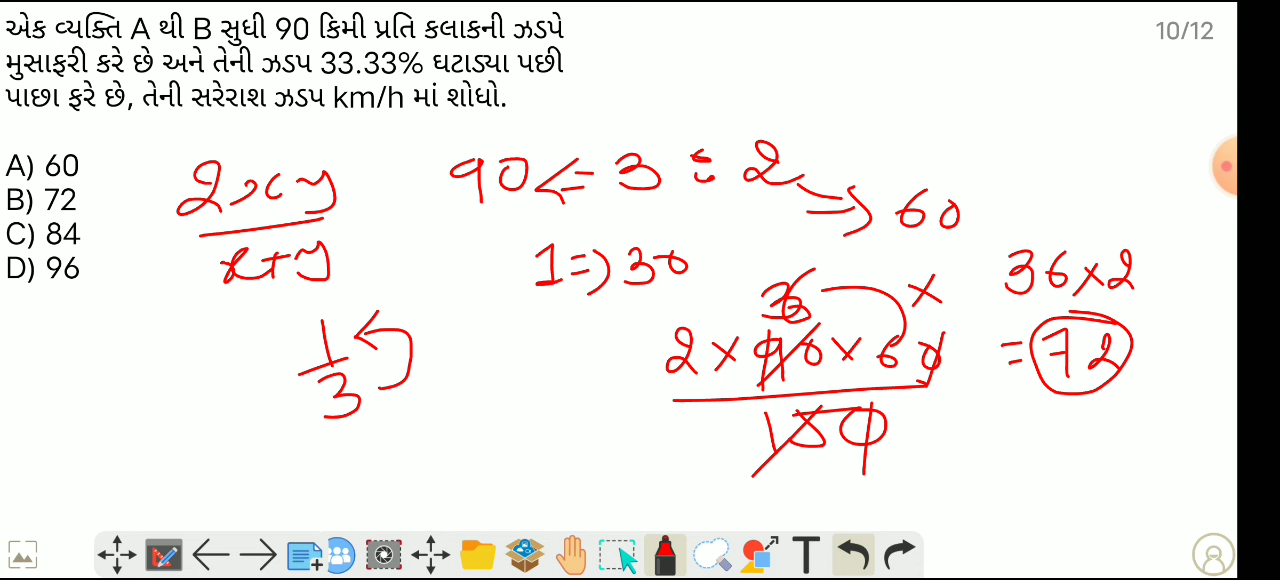 એક વ્યક્તિ A થી B સુધી 90 કિમી પ્રતિ કલાકની ઝડપે
10/12
મુસાફરી કરે છે અને તેની ઝડપ 33.33% ઘટાડ્યા પછી
પાછા ફરે છે, તેની સરેરાશ ઝડપ km/h માં શોધો.
A) 60
B) 72
C) 84
D) 96
2xy
x+y
90 <= 3 : 2 => 60
1 => 30
1
3
36 ×
2 × 90 × 60
150
36×2
= 72
T